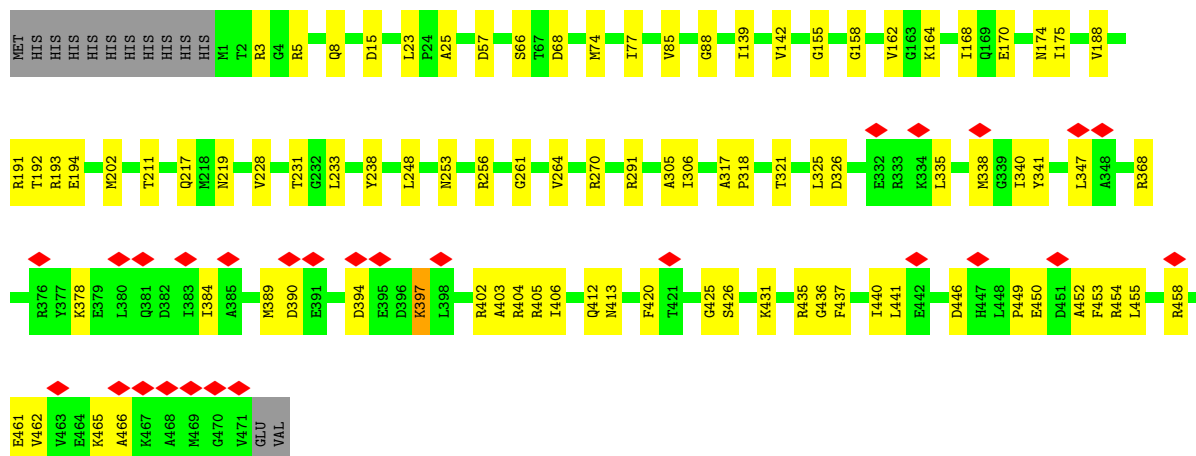 MET HIS HIS HIS HIS HIS HIS HIS HIS HIS HIS M1 T2 R3 G4 R5 Q8 D15 L23 P24 A25 D57 S66 T67 D68 M74 I77 V85 G88 I139 V142 G155 G158 V162 G163 K164 I168 Q169 E170 N174 I175 V188
R191 T192 R193 E194 M202 T211 Q217 M218 N219 V228 T231 G232 L233 Y238 L248 N253 R256 G261 V264 R270 R291 A305 I306 A317 P318 T321 L325 D326 E332 R333 K334 L335 M338 G339 I340 Y341 L347 A348 R368
R376 Y377 K378 E379 L380 Q381 D382 I383 I384 A385 M389 D390 E391 D394 E395 D396 K397 L398 R402 A403 R404 R405 I406 Q412 N413 F420 T421 G425 S426 K431 R435 G436 F437 I440 L441 E442 D446 H447 L448 P449 E450 D451 A452 F453 R454 L455 R458
E461 V462 V463 E464 K465 A466 K467 A468 M469 G470 V471 GLU VAL